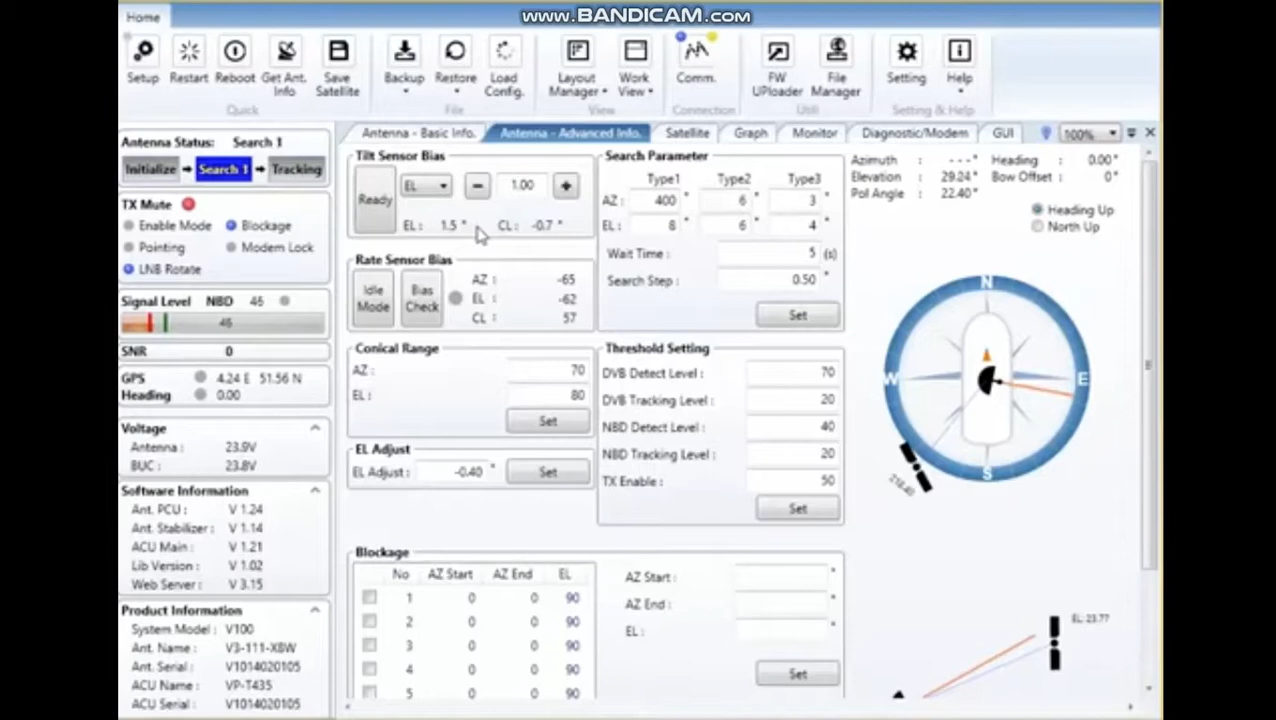 www.BANDICAM.com
Home
Setup
Restart
Reboot
Get Ant. Info
Save Satellite
Backup
Restore
Load Config.
Layout Manager
Work View
Comm.
FW UPloader
File Manager
Setting
Help
Quick
File
View
Connection
Util
Setting & Help
Antenna Status: Search 1
Initialize Search 1 Tracking
TX Mute
Enable Mode Blockage
Pointing Modem Lock
LNB Rotate
Signal Level NBD 45
45
SNR 0
GPS 4.24 E 51.56 N
Heading 0.00
Voltage
Antenna : 23.9V
BUC : 23.8V
Software Information
Ant. PCU : V 1.24
Ant. Stabilizer : V 1.14
ACU Main : V 1.21
Lib Version : V 1.02
Web Server : V 3.15
Product Information
System Model : V100
Ant. Name : V3-111-XBW
Ant. Serial : V1014020105
ACU Name : VP-T435
ACU Serial : V1014020105
Antenna - Basic Info. Antenna - Advanced Info. Satellite Graph Monitor Diagnostic/Modem GUI 100%
Tilt Sensor Bias
Ready EL 1.00
EL : 1.5 ° CL : -0.7 °
Rate Sensor Bias
Idle Mode
Bias Check
AZ : -65
EL : -62
CL : 57
Conical Range
AZ : 70
EL : 80
Set
EL Adjust
EL Adjust : -0.40 ° Set
Search Parameter
Type1 Type2 Type3
AZ : 400 ° 6 ° 3 °
EL : 6 4 °
Wait Time : 5 (s)
Search Step : 0.50 °
Set
Threshold Setting
DVB Detect Level : 70
DVB Tracking Level : 20
NBD Detect Level : 40
NBD Tracking Level : 20
TX Enable : 50
Set
Blockage
No AZ Start AZ End EL
1 0 0 90
2 0 0 90
3 0 0 90
4 0 0 90
5 0 0 90
AZ Start : °
AZ End : °
EL : °
Set
Azimuth : - - - °
Elevation : 29.24°
Pol Angle : 22.40°
Heading : 0.00°
Bow Offset : 0°
Heading Up
North Up
N
W
E
S
EL: 23.77